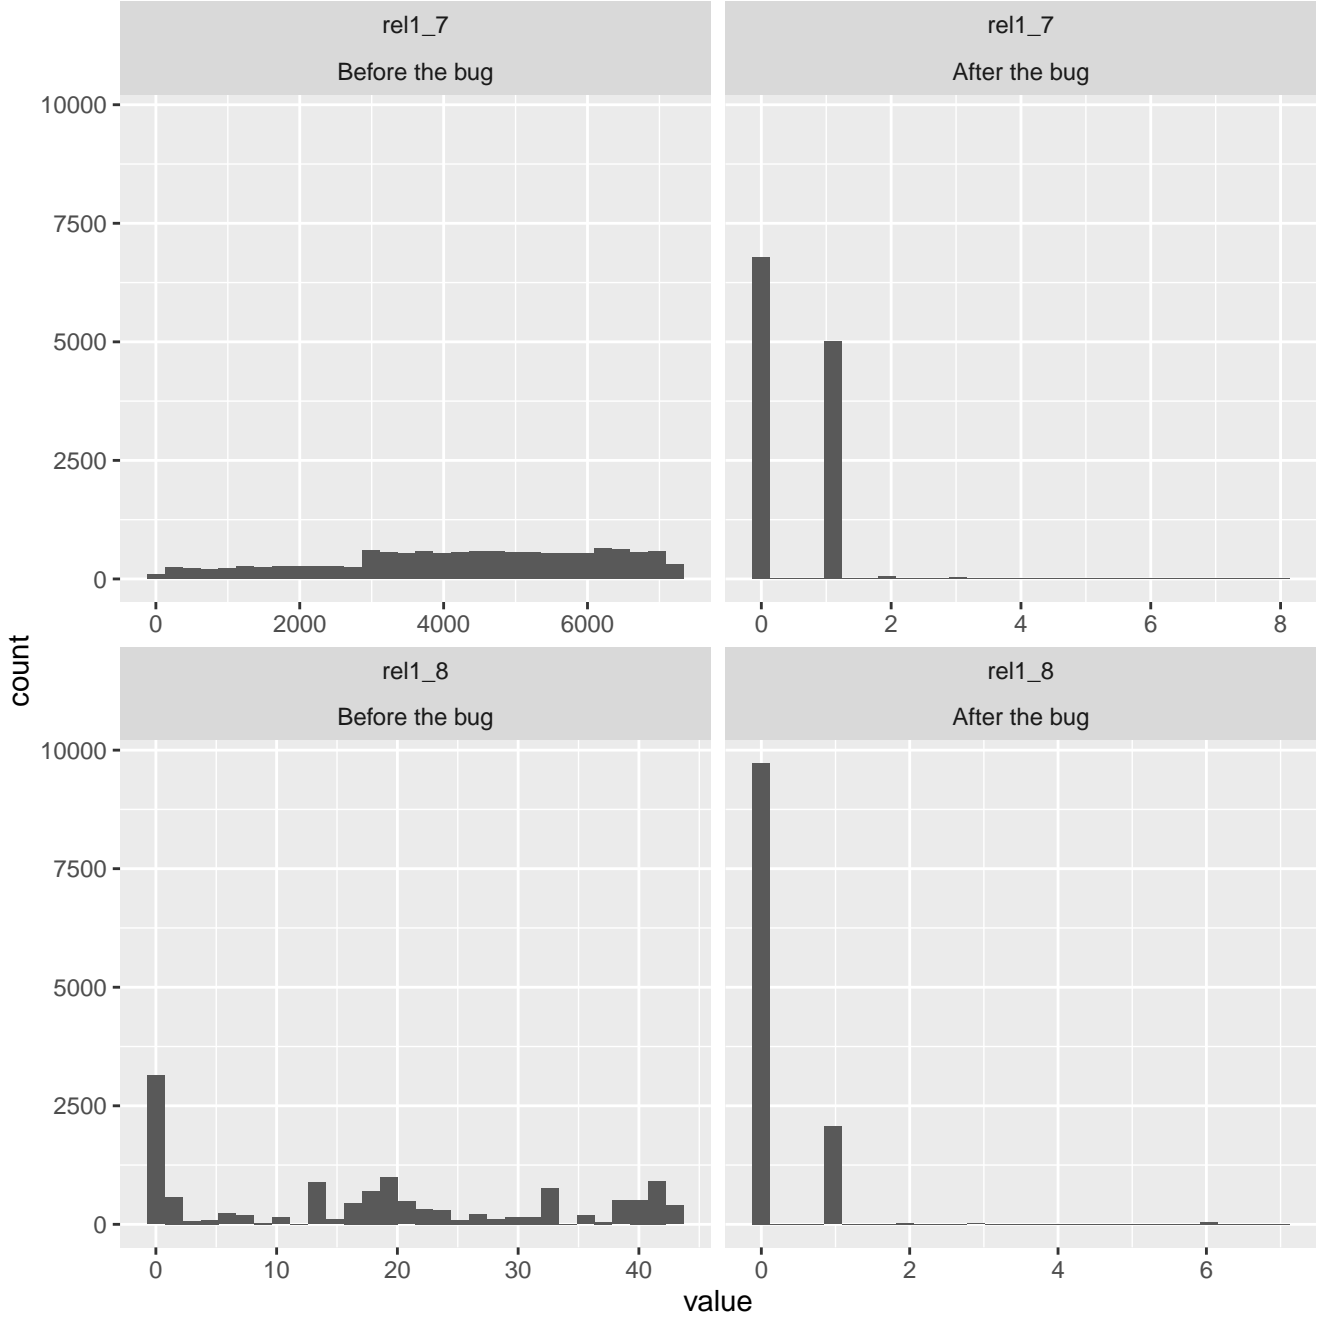 rel1_7
Before the bug
rel1_7
After the bug
10000
7500
5000
2500
0
0 2000 4000 6000
0 2 4 6 8
count
rel1_8
Before the bug
rel1_8
After the bug
10000
7500
5000
2500
0
0 10 20 30 40
0 2 4 6
value